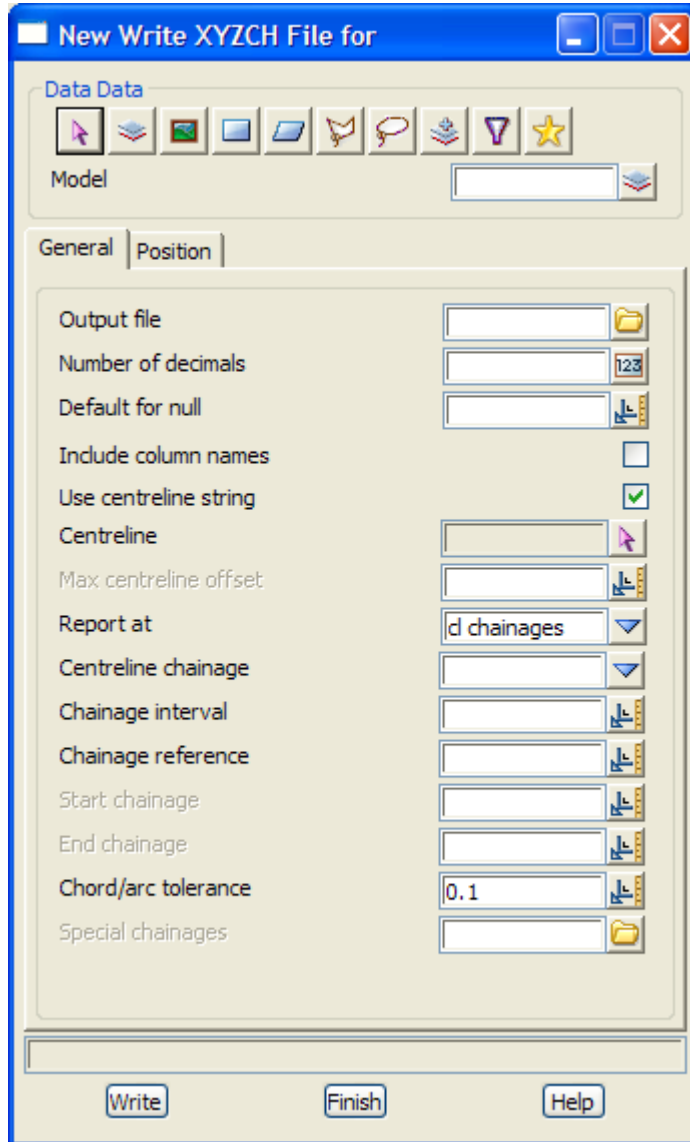 New Write XYZCH File for
Data Data
Model
General Position
Output file
Number of decimals 123
Default for null
Include column names
Use centreline string
Centreline
Max centreline offset
Report at cl chainages
Centreline chainage
Chainage interval
Chainage reference
Start chainage
End chainage
Chord/arc tolerance 0.1
Special chainages
Write Finish Help